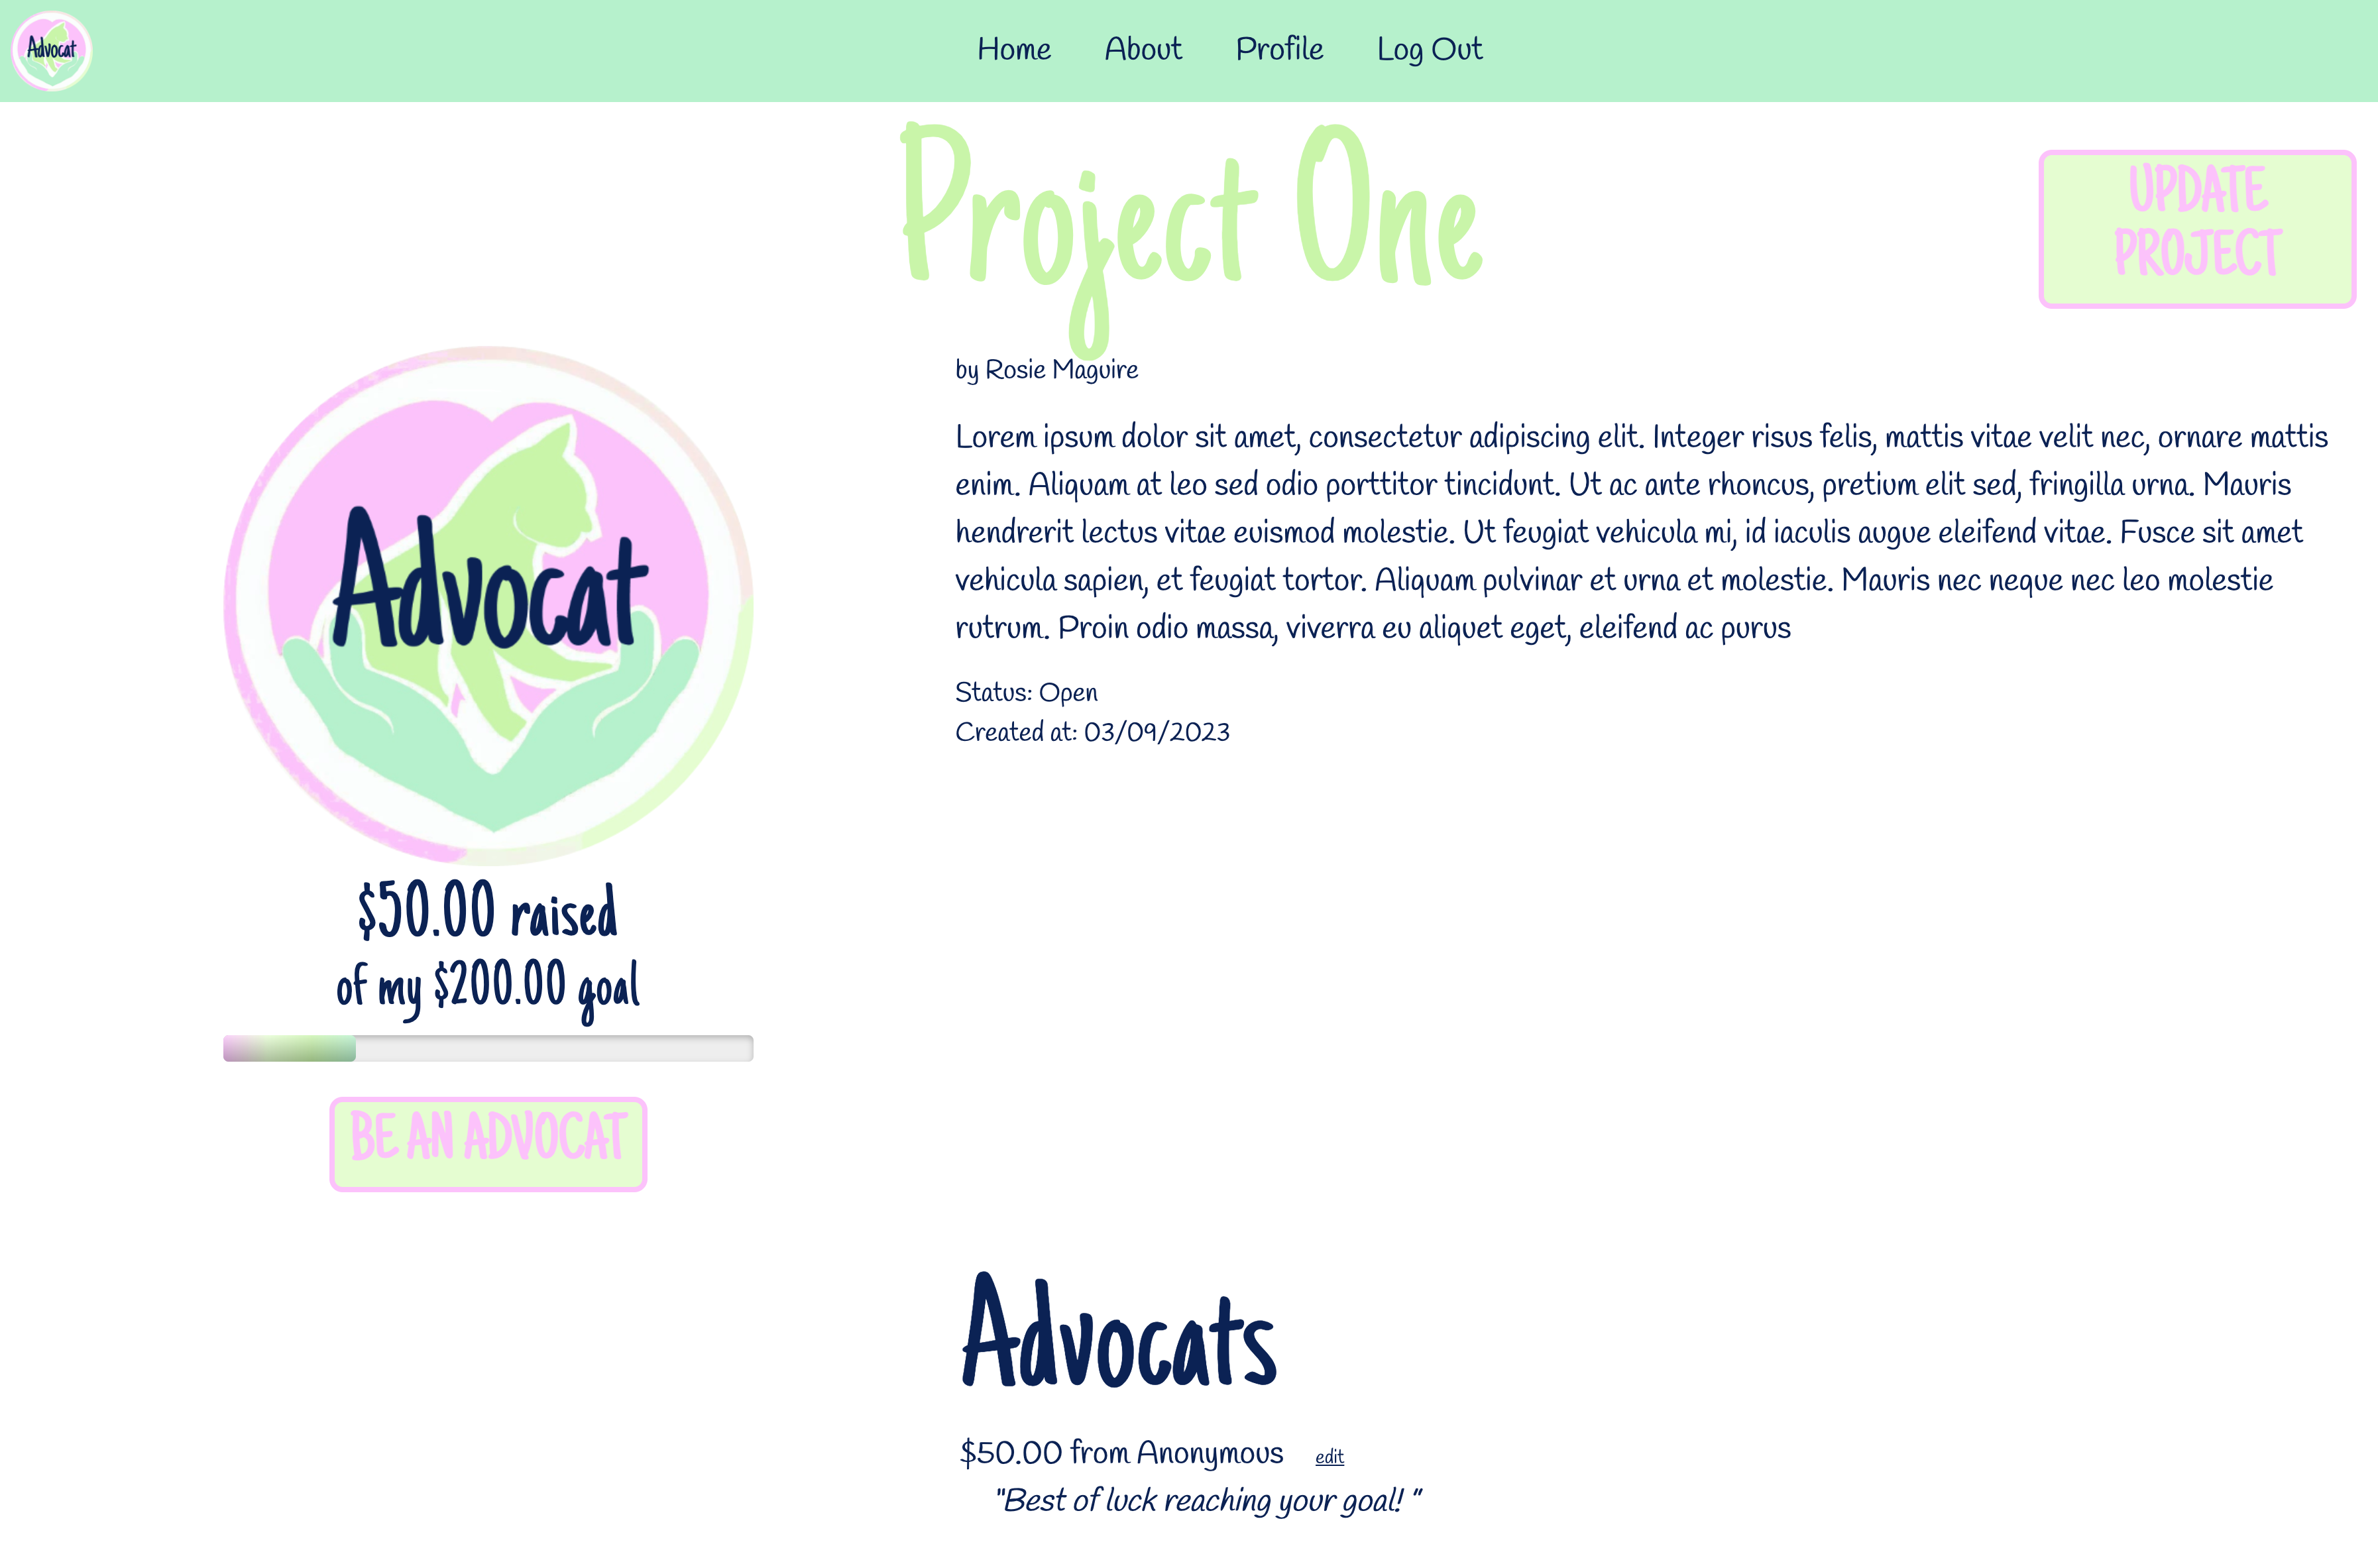 Advocat
Home About Profile Log Out
Project One
UPDATE
PROJECT
by Rosie Maguire
Lorem ipsum dolor sit amet, consectetur adipiscing elit. Integer risus felis, mattis vitae velit nec, ornare mattis
enim. Aliquam at leo sed odio porttitor tincidunt. Ut ac ante rhoncus, pretium elit sed, fringilla urna. Mauris
hendrerit lectus vitae euismod molestie. Ut feugiat vehicula mi, id iaculis augue eleifend vitae. Fusce sit amet
vehicula sapien, et feugiat tortor. Aliquam pulvinar et urna et molestie. Mauris nec neque nec leo molestie
rutrum. Proin odio massa, viverra eu aliquet eget, eleifend ac purus
Status: Open
Created at: 03/09/2023
Advocat
$50.00 raised
of my $200.00 goal
BE AN ADVOCAT
Advocats
$50.00 from Anonymous edit
"Best of luck reaching your goal! "